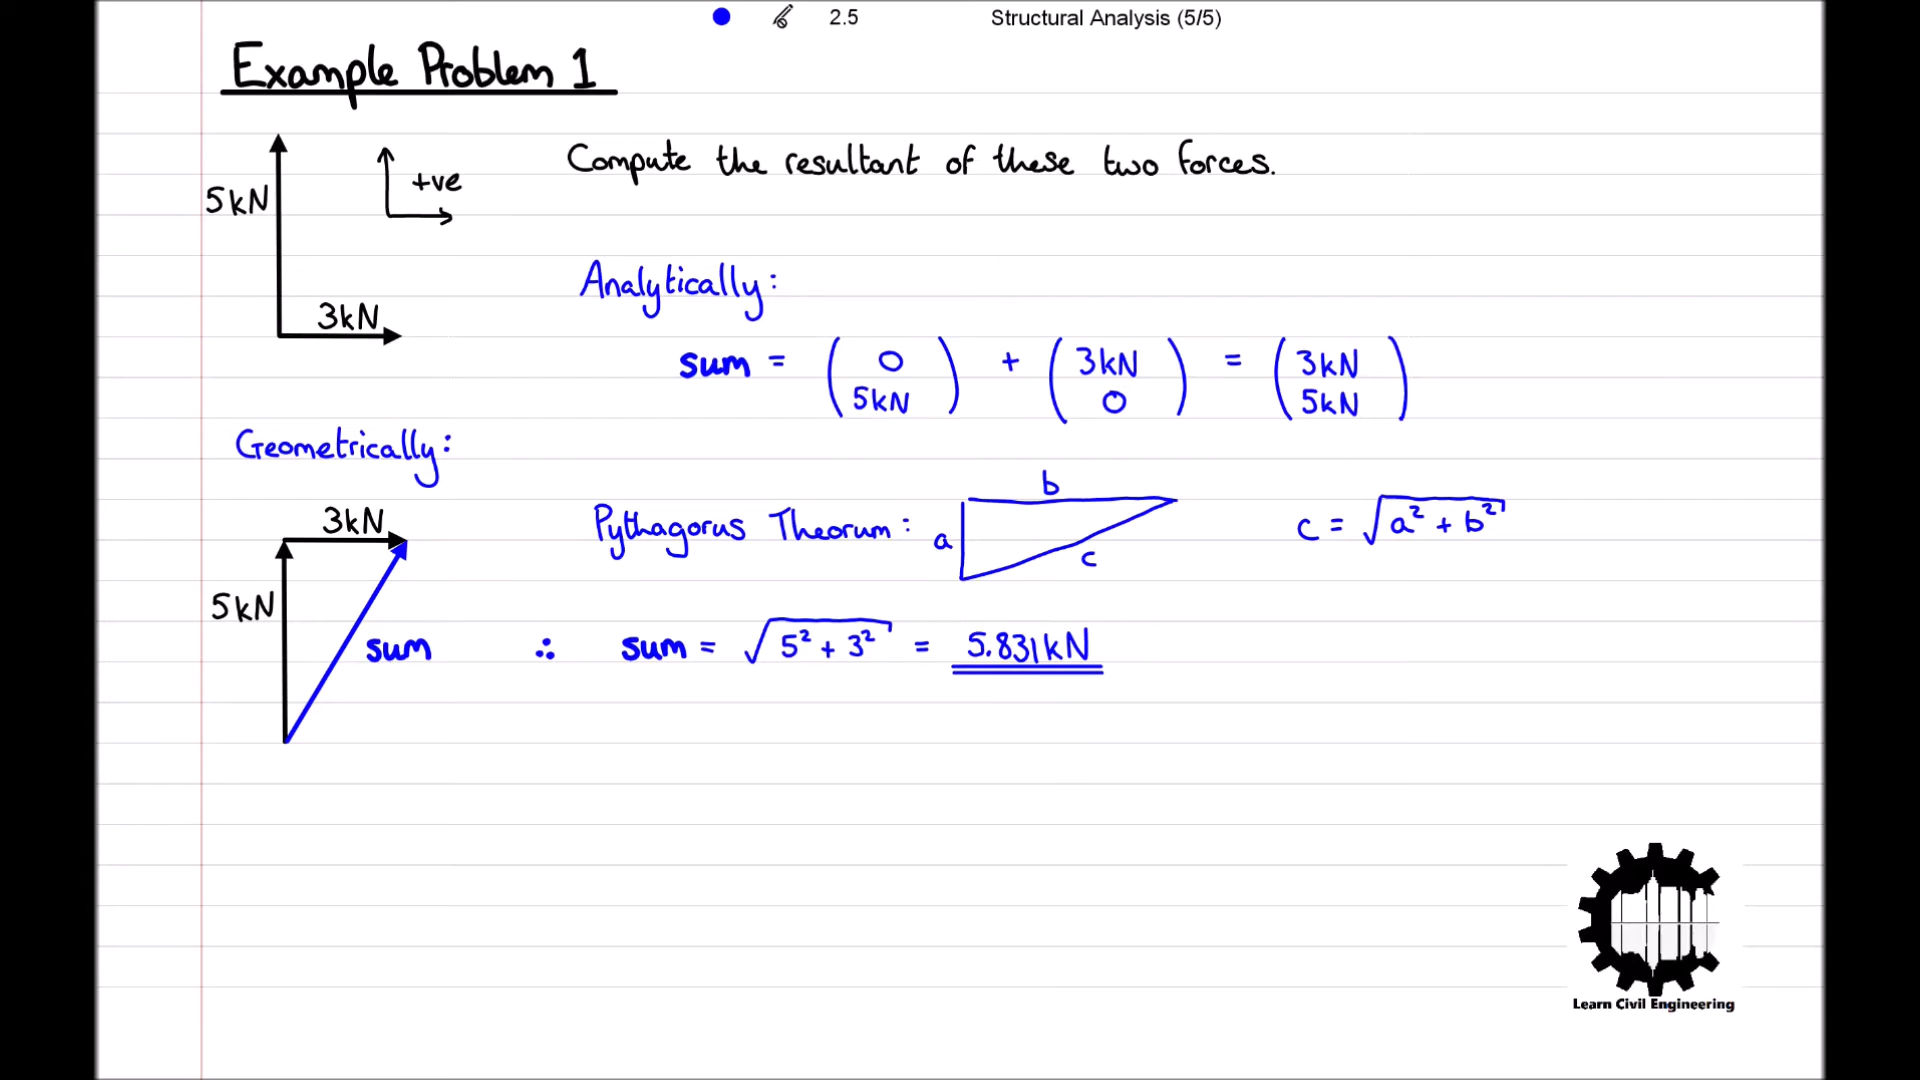 2.5 Structural Analysis (5/5)
Example Problem 1
5kN
+ve
3kN
Compute the resultant of these two forces.
Analytically:
sum = ( 0 5kN ) + ( 3kN 0 ) = ( 3kN 5kN )
Geometrically:
3kN
5kN
sum
Pythagorus Theorum:
a
b
c
c = √a² + b²
∴ sum = √5² + 3² = 5.831kN
Learn Civil Engineering